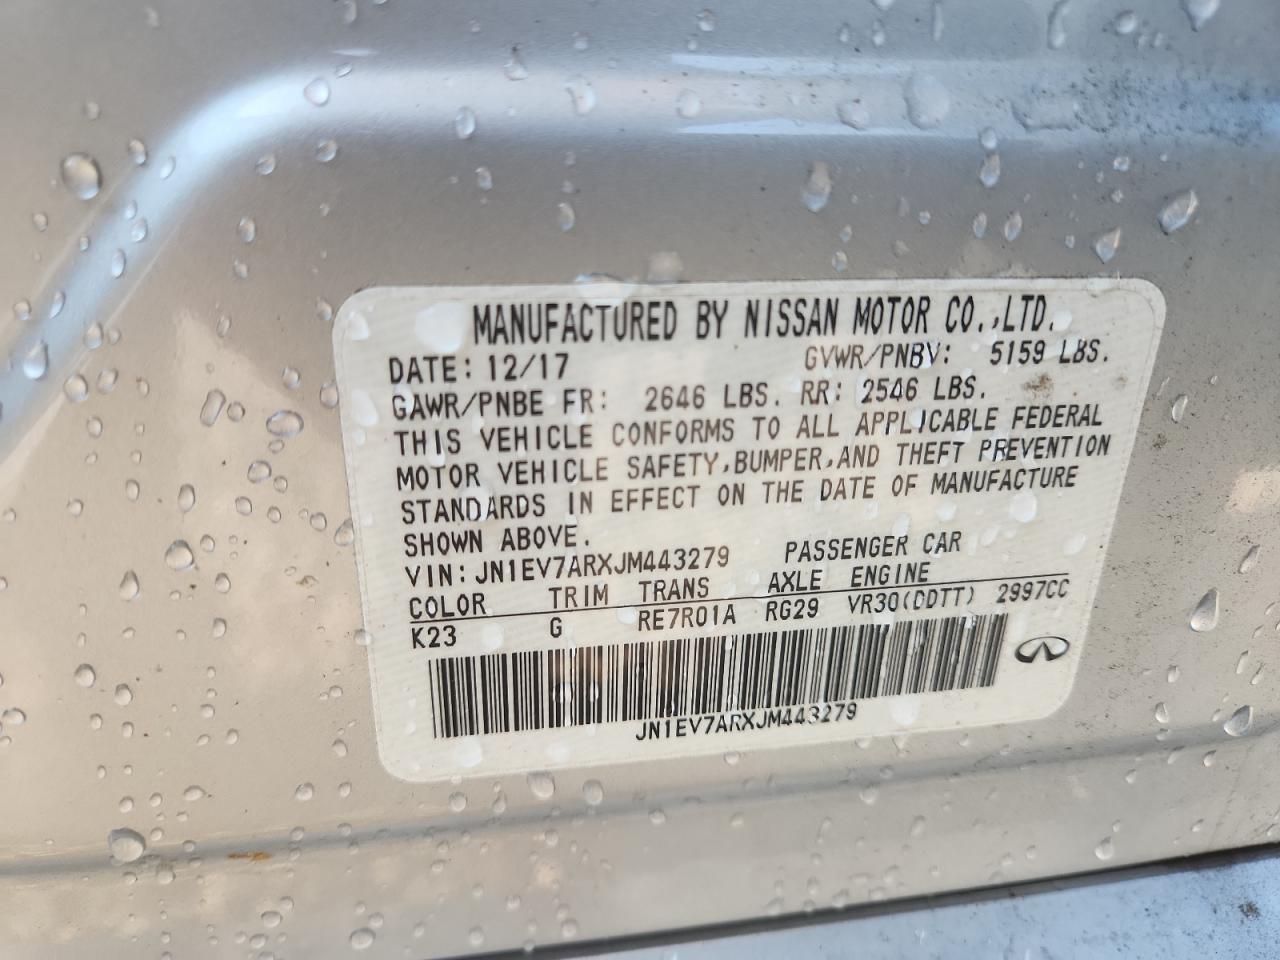 MANUFACTURED BY NISSAN MOTOR CO.,LTD.
DATE: 12/17 GVWR/PNBV: 5159 LBS.
GAWR/PNBE FR: 2646 LBS. RR: 2546 LBS.
THIS VEHICLE CONFORMS TO ALL APPLICABLE FEDERAL
MOTOR VEHICLE SAFETY,BUMPER,AND THEFT PREVENTION
STANDARDS IN EFFECT ON THE DATE OF MANUFACTURE
SHOWN ABOVE.
VIN: JN1EV7ARXJM443279 PASSENGER CAR
COLOR TRIM TRANS AXLE ENGINE
K23 G RE7R01A RG29 VR30(DDTT) 2997CC
JN1EV7ARXJM443279